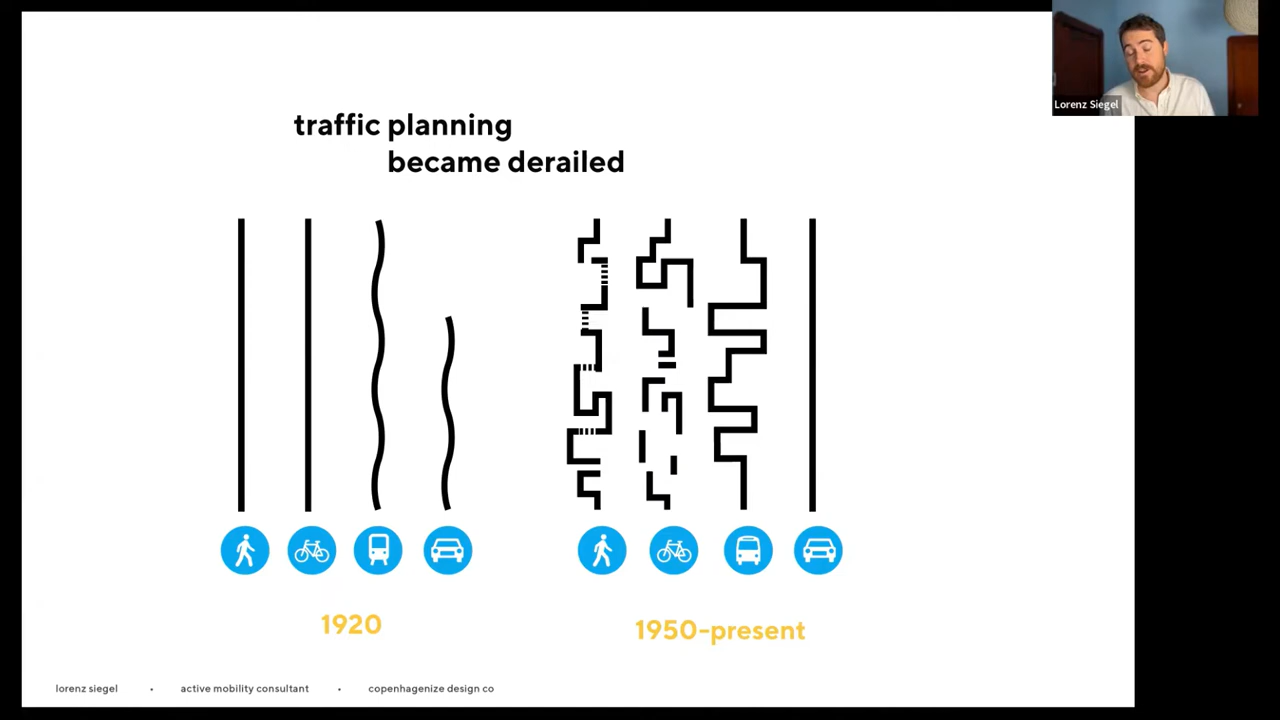 Lorenz Siegel
traffic planning
became derailed
1920
1950-present
lorenz siegel • active mobility consultant • copenhagenize design co